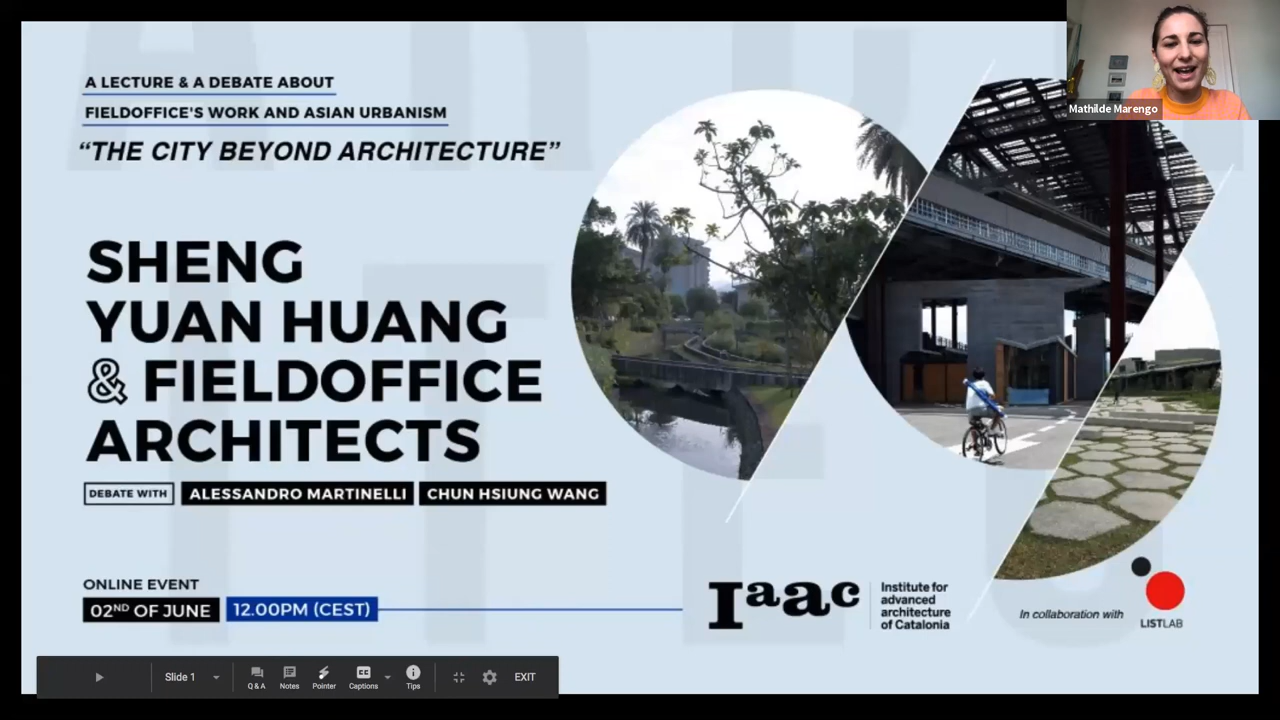 A LECTURE & A DEBATE ABOUT
FIELDOFFICE'S WORK AND ASIAN URBANISM
“THE CITY BEYOND ARCHITECTURE”
SHENG
YUAN HUANG
& FIELDOFFICE
ARCHITECTS
DEBATE WITH ALESSANDRO MARTINELLI CHUN HSIUNG WANG
ONLINE EVENT
02ND OF JUNE 12.00PM (CEST)
Iaac
Institute for
advanced
architecture
of Catalonia
In collaboration with
LISTLAB
Mathilde Marengo
Slide 1
Q & A Notes Pointer Captions Tips EXIT